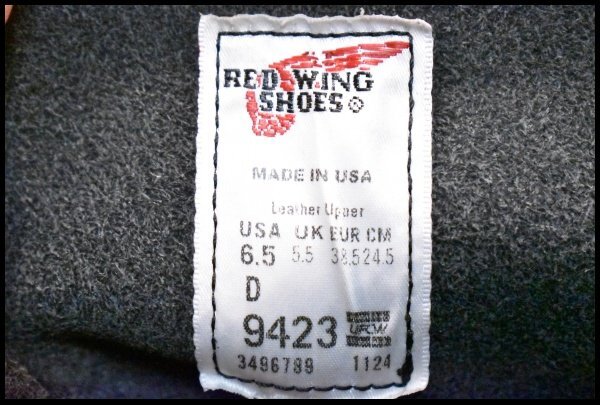 RED WING
SHOES ®
MADE IN USA
Leather Upper
USA UK EUR CM
6.5 5.5 38.5 24.5
D
9423 UFCW
3496789 1124